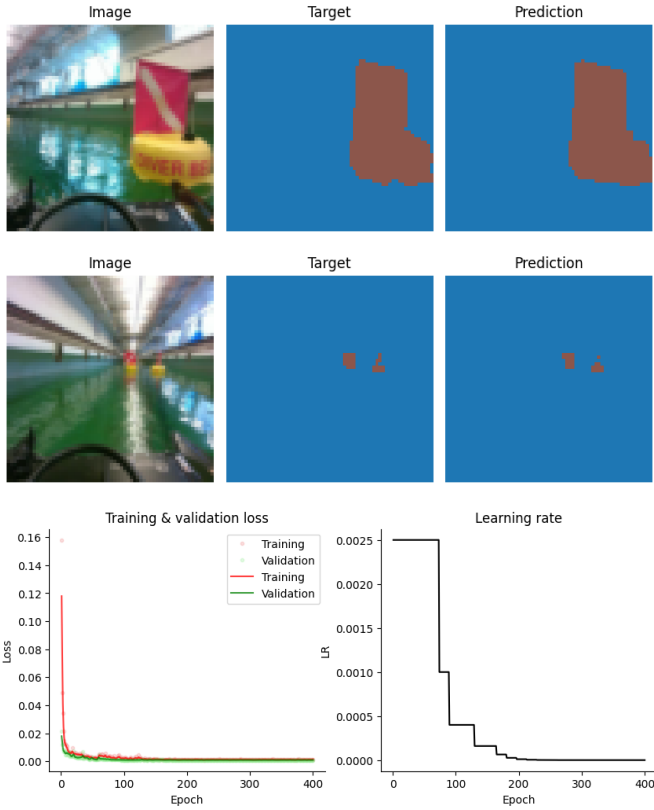 Image Target Prediction
DIVER BE
Image Target Prediction
Training & validation loss
Loss
0.16
0.14
0.12
0.10
0.08
0.06
0.04
0.02
0.00
Training
Validation
Training
Validation
0 100 200 300 400
Epoch
Learning rate
LR
0.0025
0.0020
0.0015
0.0010
0.0005
0.0000
0 100 200 300 400
Epoch